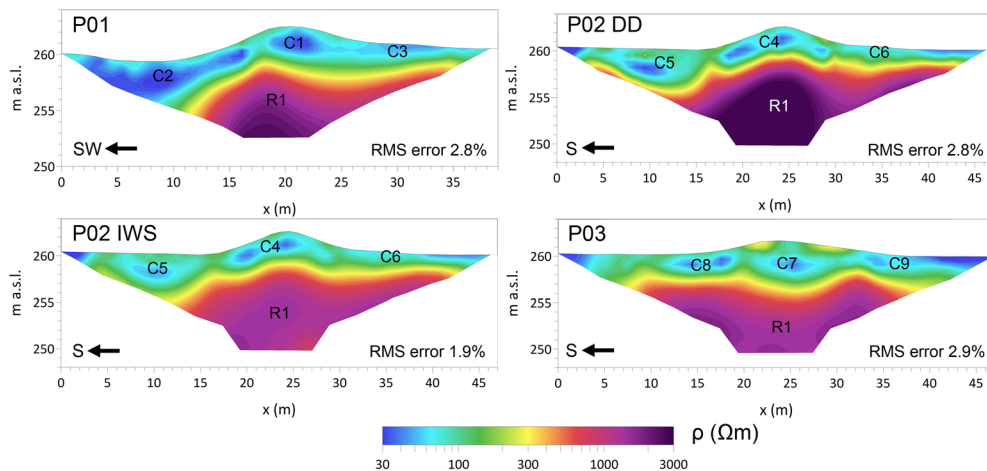 P01
C1
C2
C3
R1
m a.s.l.
260
255
250
SW
RMS error 2.8%
0 5 10 15 20 25 30 35
x (m)
P02 DD
C4
C5
C6
R1
m a.s.l.
260
255
250
S
RMS error 2.8%
0 5 10 15 20 25 30 35 40 45
x (m)
P02 IWS
C4
C5
C6
R1
m a.s.l.
260
255
250
S
RMS error 1.9%
0 5 10 15 20 25 30 35 40 45
x (m)
P03
C8
C7
C9
R1
m a.s.l.
260
255
250
S
RMS error 2.9%
0 5 10 15 20 25 30 35 40 45
x (m)
ρ (Ωm)
30 100 300 1000 3000